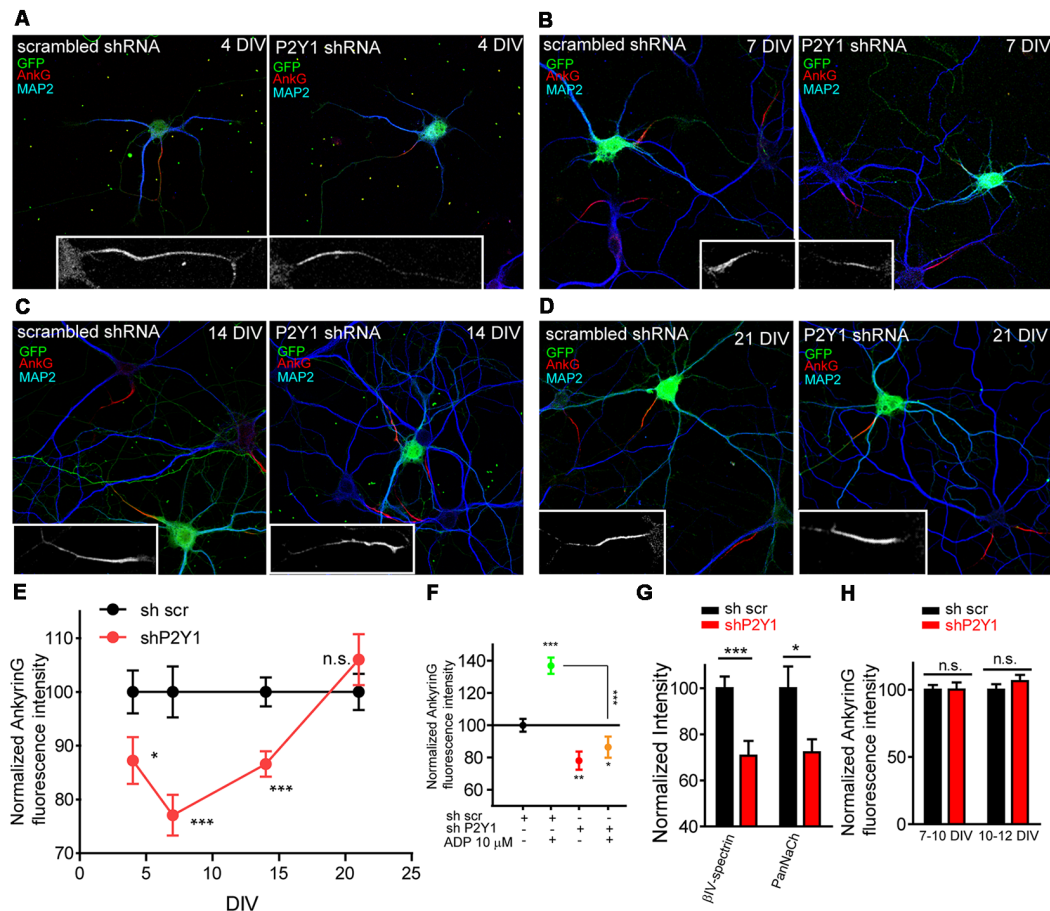 A
scrambled shRNA 4 DIV
GFP
AnkG
MAP2
P2Y1 shRNA 4 DIV
GFP
AnkG
MAP2
B
scrambled shRNA 7 DIV
GFP
AnkG
MAP2
P2Y1 shRNA 7 DIV
GFP
AnkG
MAP2
C
scrambled shRNA 14 DIV
GFP
AnkG
MAP2
P2Y1 shRNA 14 DIV
GFP
AnkG
MAP2
D
scrambled shRNA 21 DIV
GFP
AnkG
MAP2
P2Y1 shRNA 21 DIV
GFP
AnkG
MAP2
E
sh scr
shP2Y1
Normalized AnkyrinG
fluorescence intensity
110
100
90
80
70
0 5 10 15 20 25
DIV
*
***
***
n.s.
F
Normalized AnkyrinG
fluorescence intensity
140
120
100
80
60
***
***
**
*
sh scr + + - -
sh P2Y1 - - + +
ADP 10 µM - + - +
G
sh scr
shP2Y1
Normalized Intensity
100
80
60
40
***
*
βIV-spectrin
PanNaCh
H
sh scr
shP2Y1
Normalized AnkyrinG
fluorescence intensity
100
50
0
n.s.
n.s.
7-10 DIV
10-12 DIV